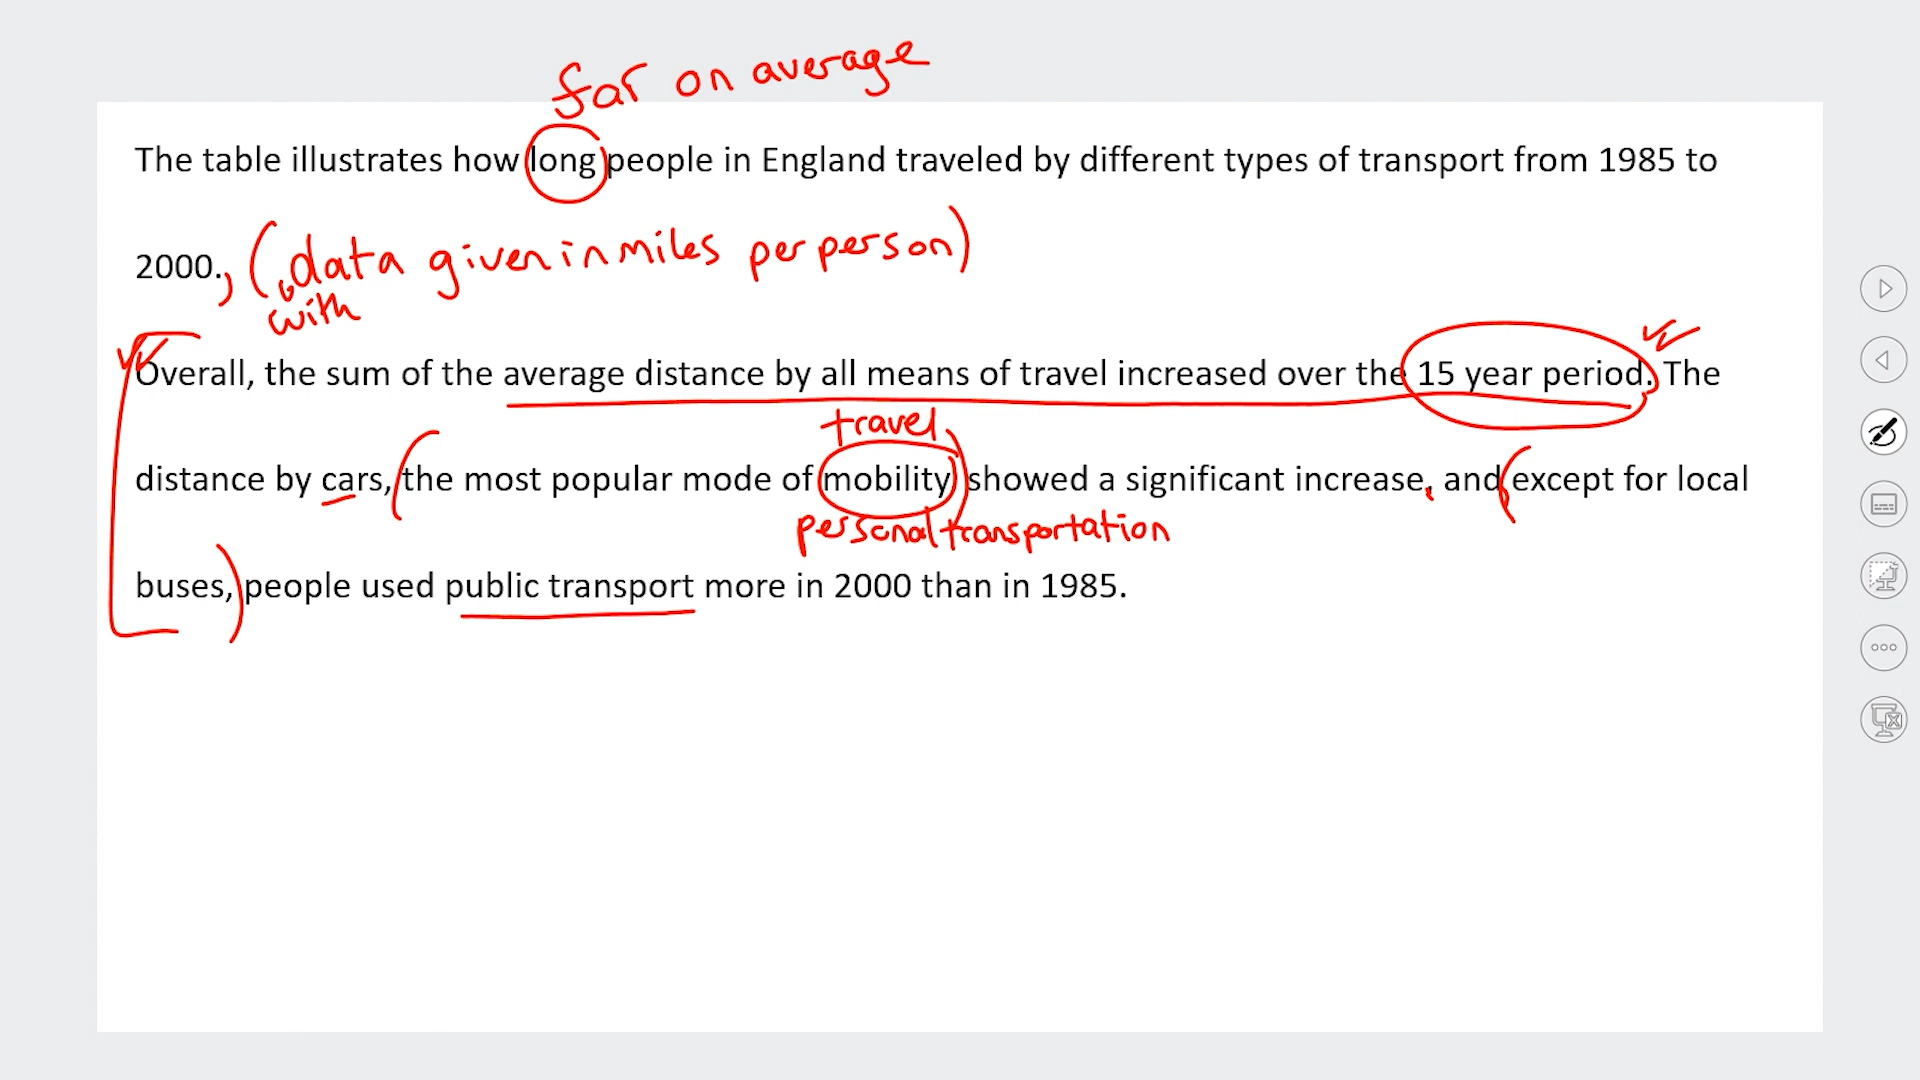 far on average
The table illustrates how long people in England traveled by different types of transport from 1985 to
2000., (data given in miles per person)
with
Overall, the sum of the average distance by all means of travel increased over the 15 year period. The
travel
distance by cars, (the most popular mode of mobility) showed a significant increase, and, (except for local
personal transportation
buses,) people used public transport more in 2000 than in 1985.